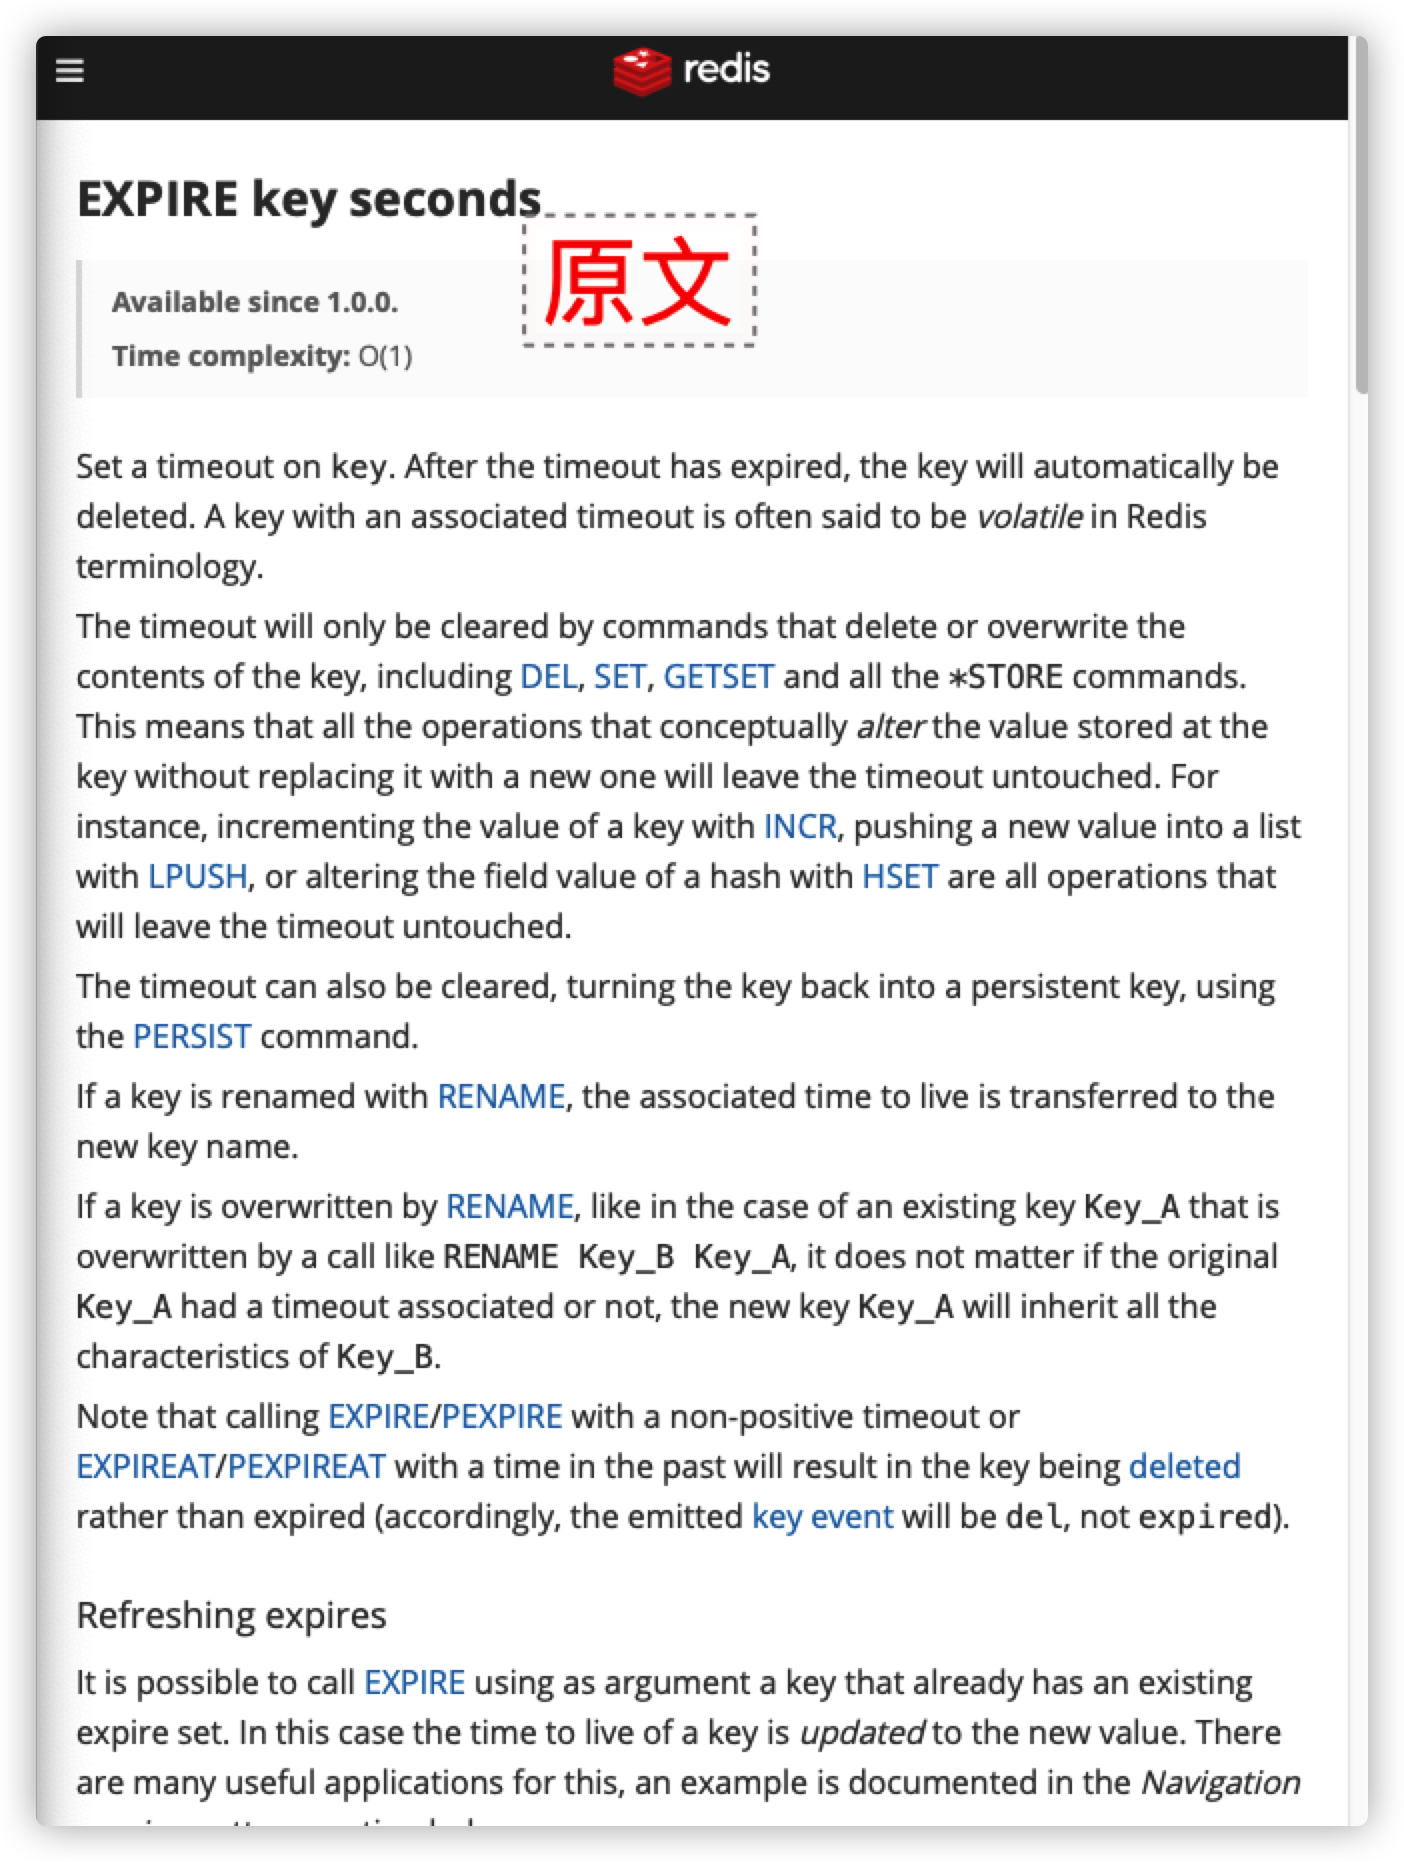 redis
EXPIRE key seconds
原文
Available since 1.0.0.
Time complexity: O(1)
Set a timeout on key. After the timeout has expired, the key will automatically be
deleted. A key with an associated timeout is often said to be volatile in Redis
terminology.
The timeout will only be cleared by commands that delete or overwrite the
contents of the key, including DEL, SET, GETSET and all the *STORE commands.
This means that all the operations that conceptually alter the value stored at the
key without replacing it with a new one will leave the timeout untouched. For
instance, incrementing the value of a key with INCR, pushing a new value into a list
with LPUSH, or altering the field value of a hash with HSET are all operations that
will leave the timeout untouched.
The timeout can also be cleared, turning the key back into a persistent key, using
the PERSIST command.
If a key is renamed with RENAME, the associated time to live is transferred to the
new key name.
If a key is overwritten by RENAME, like in the case of an existing key Key_A that is
overwritten by a call like RENAME Key_B Key_A, it does not matter if the original
Key_A had a timeout associated or not, the new key Key_A will inherit all the
characteristics of Key_B.
Note that calling EXPIRE/PEXPIRE with a non-positive timeout or
EXPIREAT/PEXPIREAT with a time in the past will result in the key being deleted
rather than expired (accordingly, the emitted key event will be del, not expired).
Refreshing expires
It is possible to call EXPIRE using as argument a key that already has an existing
expire set. In this case the time to live of a key is updated to the new value. There
are many useful applications for this, an example is documented in the Navigation